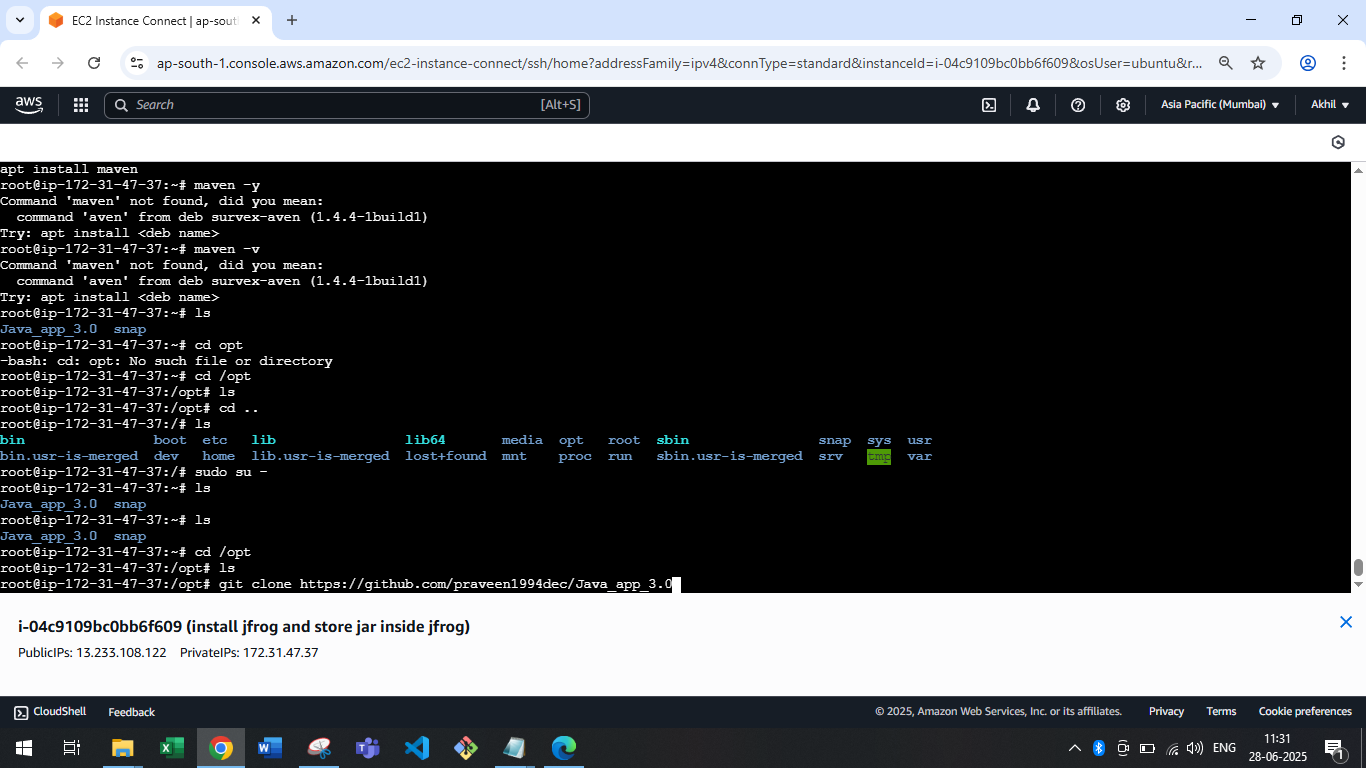 EC2 Instance Connect | ap-sout
ap-south-1.console.aws.amazon.com/ec2-instance-connect/ssh/home?addressFamily=ipv4&connType=standard&instanceId=i-04c9109bc0bb6f609&osUser=ubuntu&r...
aws Search [Alt+S] Asia Pacific (Mumbai) Akhil
apt install maven
root@ip-172-31-47-37:~# maven -y
Command 'maven' not found, did you mean:
  command 'aven' from deb survex-aven (1.4.4-1build1)
Try: apt install <deb name>
root@ip-172-31-47-37:~# maven -v
Command 'maven' not found, did you mean:
  command 'aven' from deb survex-aven (1.4.4-1build1)
Try: apt install <deb name>
root@ip-172-31-47-37:~# ls
Java_app_3.0  snap
root@ip-172-31-47-37:~# cd opt
-bash: cd: opt: No such file or directory
root@ip-172-31-47-37:~# cd /opt
root@ip-172-31-47-37:/opt# ls
root@ip-172-31-47-37:/opt# cd ..
root@ip-172-31-47-37:/# ls
bin                boot  etc   lib                lib64       media  opt   root  sbin                snap  sys  usr
bin.usr-is-merged  dev   home  lib.usr-is-merged  lost+found  mnt    proc  run   sbin.usr-is-merged  srv   tmp  var
root@ip-172-31-47-37:/# sudo su -
root@ip-172-31-47-37:~# ls
Java_app_3.0  snap
root@ip-172-31-47-37:~# ls
Java_app_3.0  snap
root@ip-172-31-47-37:~# cd /opt
root@ip-172-31-47-37:/opt# ls
root@ip-172-31-47-37:/opt# git clone https://github.com/praveen1994dec/Java_app_3.0
i-04c9109bc0bb6f609 (install jfrog and store jar inside jfrog)
PublicIPs: 13.233.108.122 PrivateIPs: 172.31.47.37
CloudShell Feedback © 2025, Amazon Web Services, Inc. or its affiliates. Privacy Terms Cookie preferences
ENG 11:31
28-06-2025 1